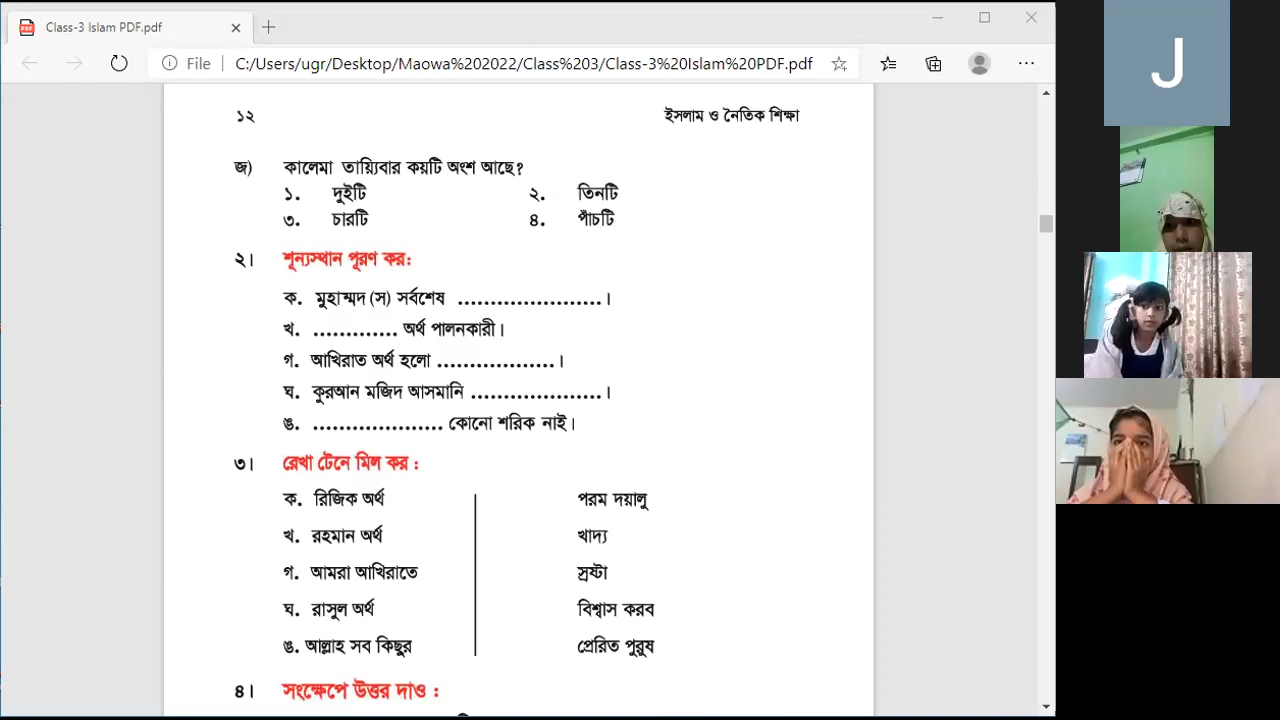 Class-3 Islam PDF.pdf
File C:/Users/ugr/Desktop/Maowa%202022/Class%203/Class-3%20Islam%20PDF.pdf
১২ ইসলাম ও নৈতিক শিক্ষা
জ) কালেমা তায়্যিবার কয়টি অংশ আছে?
১. দুইটি ২. তিনটি
৩. চারটি ৪. পাঁচটি
২। শূন্যস্থান পূরণ কর:
ক. মুহাম্মদ (স) সর্বশেষ ......................।
খ. ............. অর্থ পালনকারী।
গ. আখিরাত অর্থ হলো ..................।
ঘ. কুরআন মজিদ আসমানি ....................।
ঙ. .................... কোনো শরিক নাই।
৩। রেখা টেনে মিল কর :
ক. রিজিক অর্থ পরম দয়ালু
খ. রহমান অর্থ খাদ্য
গ. আমরা আখিরাতে স্রষ্টা
ঘ. রাসুল অর্থ বিশ্বাস করব
ঙ. আল্লাহ সব কিছুর প্রেরিত পুরুষ
৪। সংক্ষেপে উত্তর দাও :
J